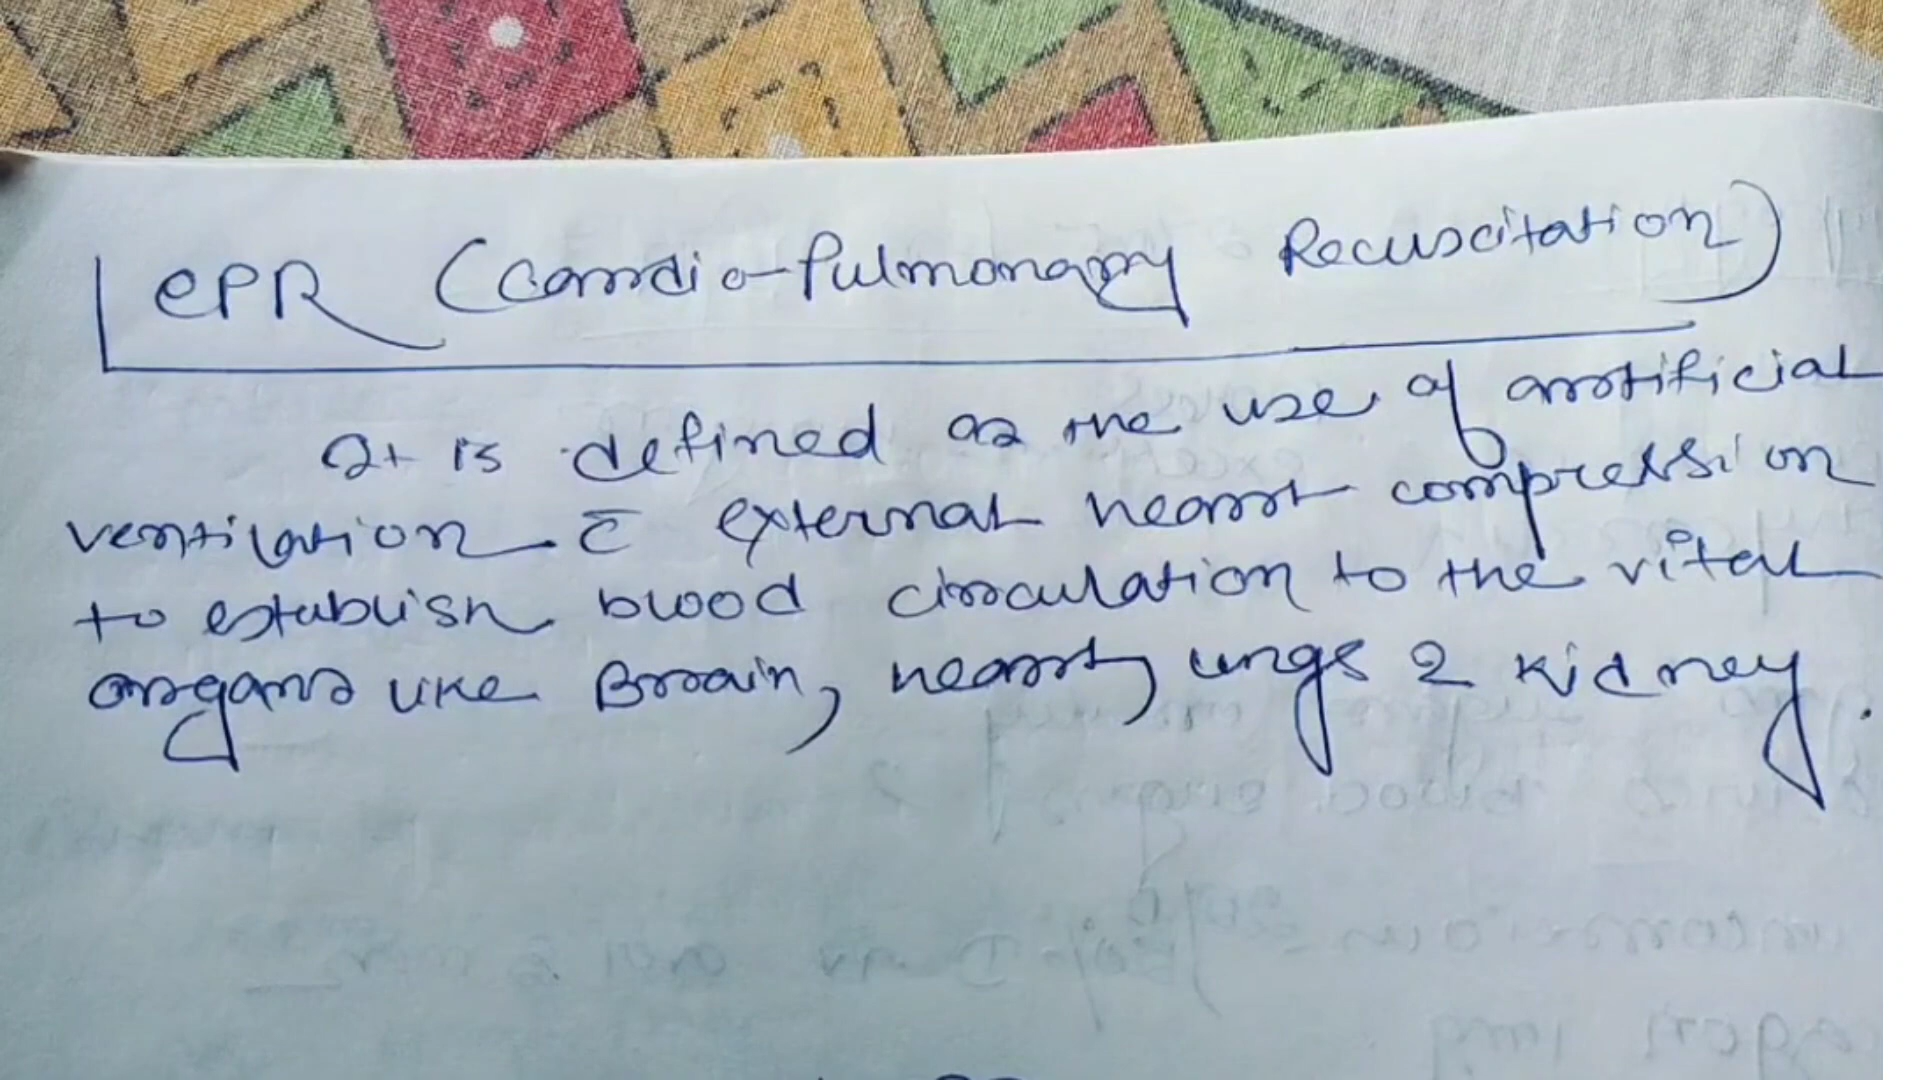 CPR (Cardio-Pulmonary Recuscitation)
It is defined as the use of artificial
ventilation c̅ external heart compression
to establish blood circulation to the vital
organs like Brain, heart, lungs & kidney.